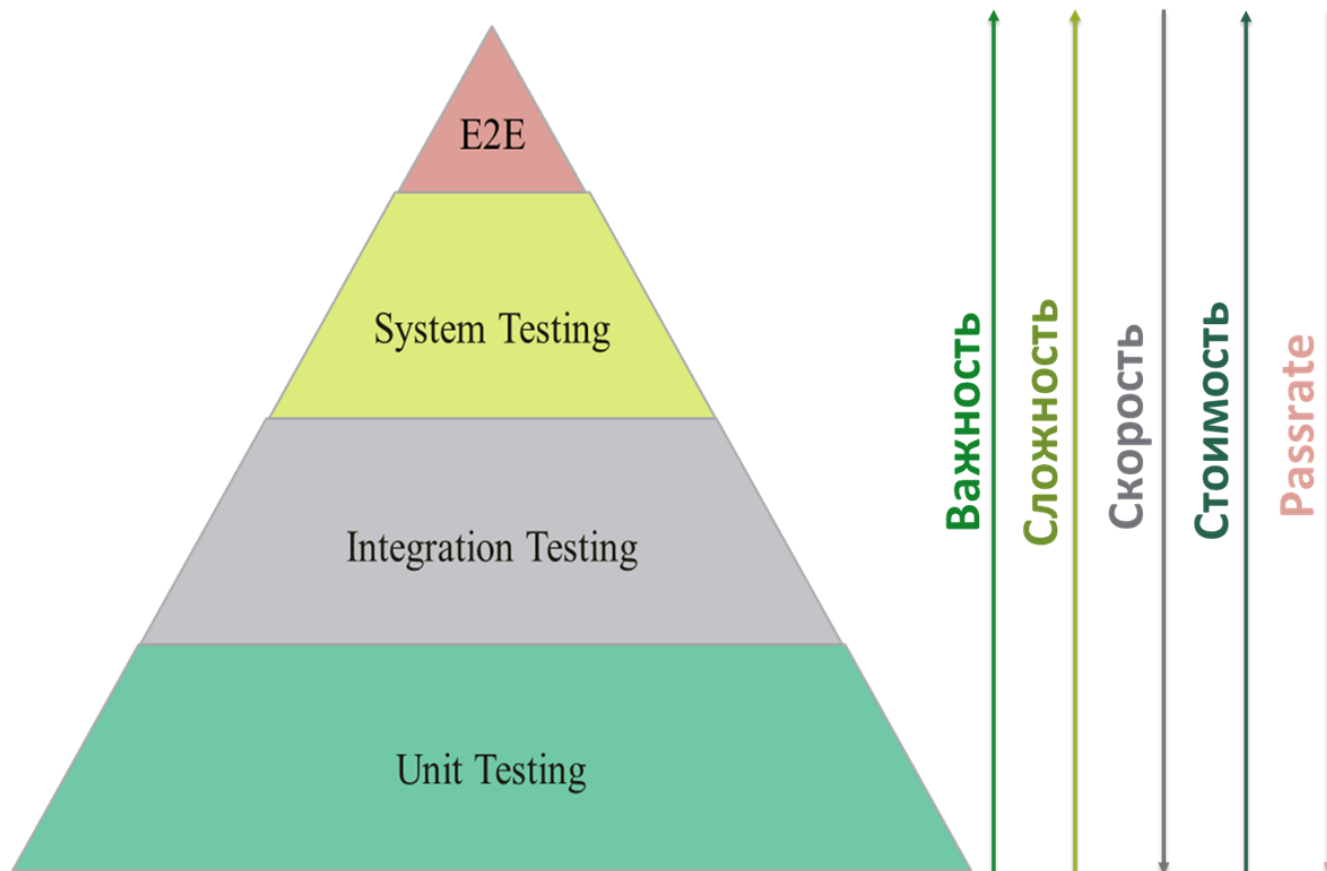 E2E
System Testing
Integration Testing
Unit Testing
Важность
Сложность
Скорость
Стоимость
Passrate